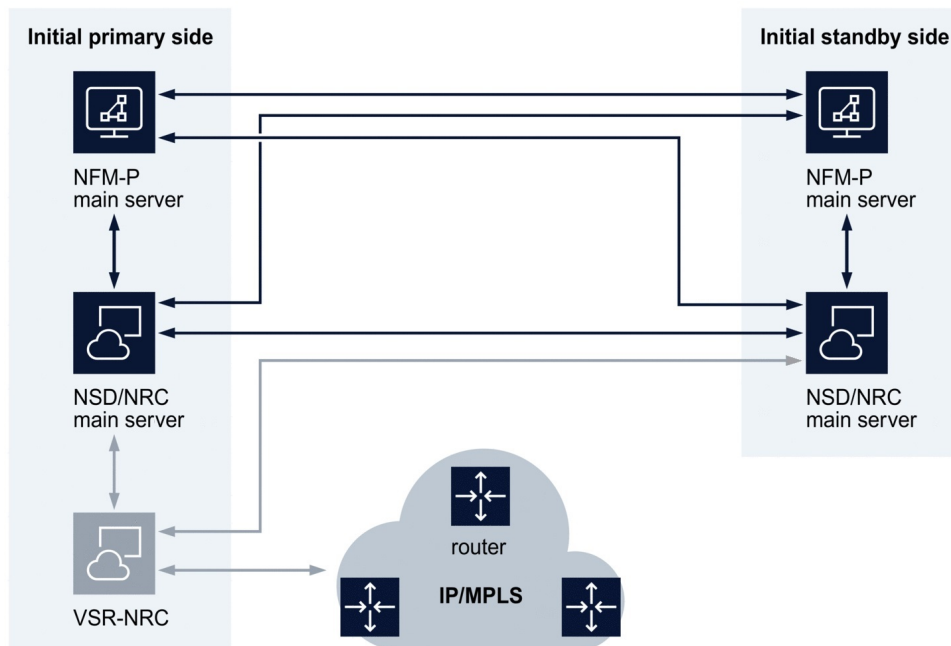 Initial primary side
Initial standby side
NFM-P
main server
NFM-P
main server
NSD/NRC
main server
NSD/NRC
main server
router
IP/MPLS
VSR-NRC